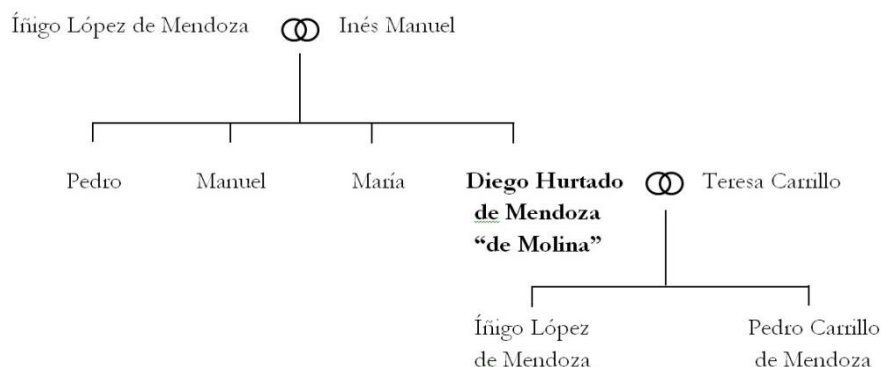 Íñigo López de Mendoza Inés Manuel
Pedro Manuel María Diego Hurtado Teresa Carrillo
de Mendoza
“de Molina”
Íñigo López Pedro Carrillo
de Mendoza de Mendoza